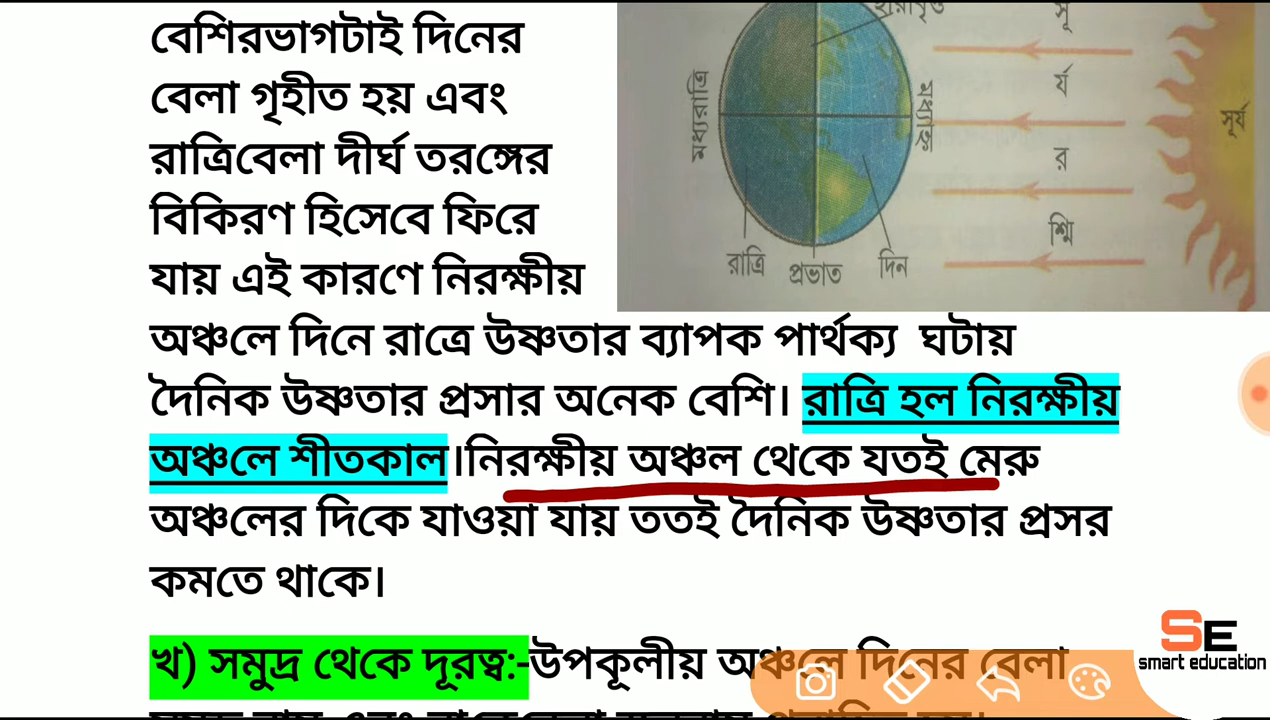 বেশিরভাগটাই দিনের
বেলা গৃহীত হয় এবং
রাত্রিবেলা দীর্ঘ তরঙ্গের
বিকিরণ হিসেবে ফিরে
যায় এই কারণে নিরক্ষীয়
অঞ্চলে দিনে রাত্রে উষ্ণতার ব্যাপক পার্থক্য ঘটায়
দৈনিক উষ্ণতার প্রসার অনেক বেশি। রাত্রি হল নিরক্ষীয়
অঞ্চলে শীতকাল।নিরক্ষীয় অঞ্চল থেকে যতই মেরু
অঞ্চলের দিকে যাওয়া যায় ততই দৈনিক উষ্ণতার প্রসর
কমতে থাকে।
খ) সমুদ্র থেকে দূরত্ব:-উপকূলীয় অঞ্চলে দিনের বেলা
মধ্যরাত্রি
মধ্যাহ্ন
রাত্রি প্রভাত দিন
সূ
র্য
র
শ্মি
সূর্য
SE
smart education